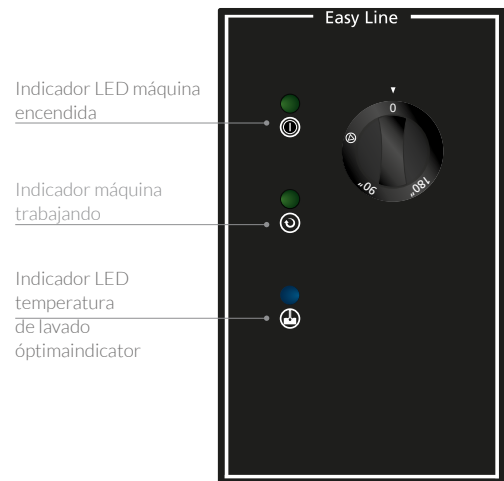 Easy Line
Indicador LED máquina
encendida
0
90"
180"
Indicador máquina
trabajando
Indicador LED
temperatura
de lavado
óptimaindicator